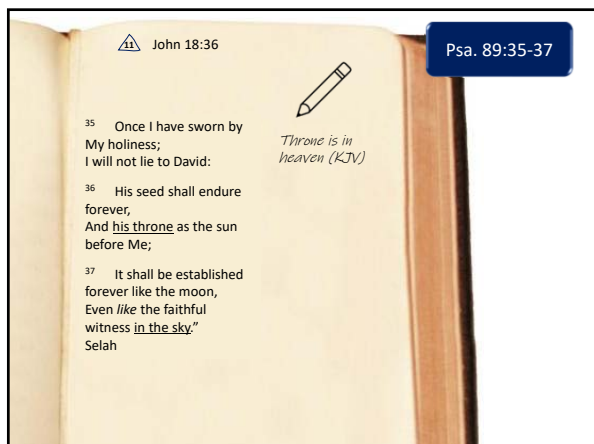 11 John 18:36
Psa. 89:35-37
35 Once I have sworn by
My holiness;
I will not lie to David:
Throne is in
heaven (KJV)
36 His seed shall endure
forever,
And his throne as the sun
before Me;
37 It shall be established
forever like the moon,
Even like the faithful
witness in the sky.”
Selah